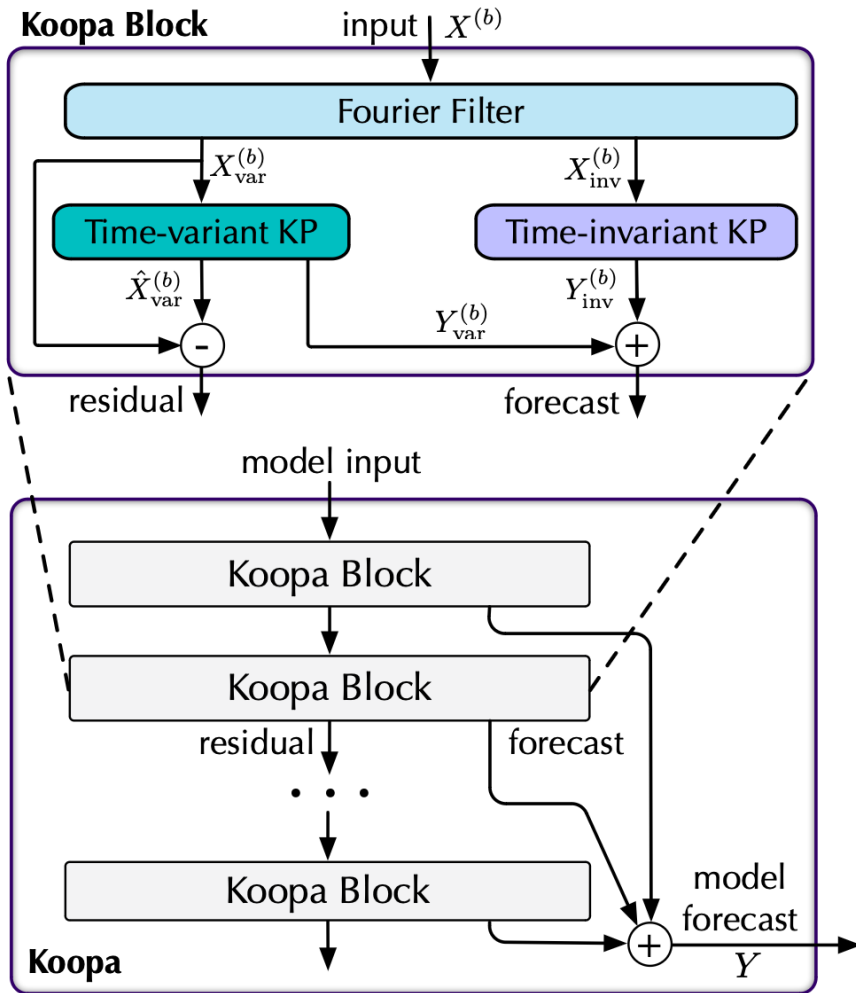 Koopa Block
input X^{(b)}
Fourier Filter
X_{var}^{(b)}
X_{inv}^{(b)}
Time-variant KP
Time-invariant KP
\hat{X}_{var}^{(b)}
Y_{var}^{(b)}
Y_{inv}^{(b)}
-
+
residual
forecast
model input
Koopa Block
Koopa Block
residual
forecast
• • •
Koopa Block
+
model
forecast
Y
Koopa